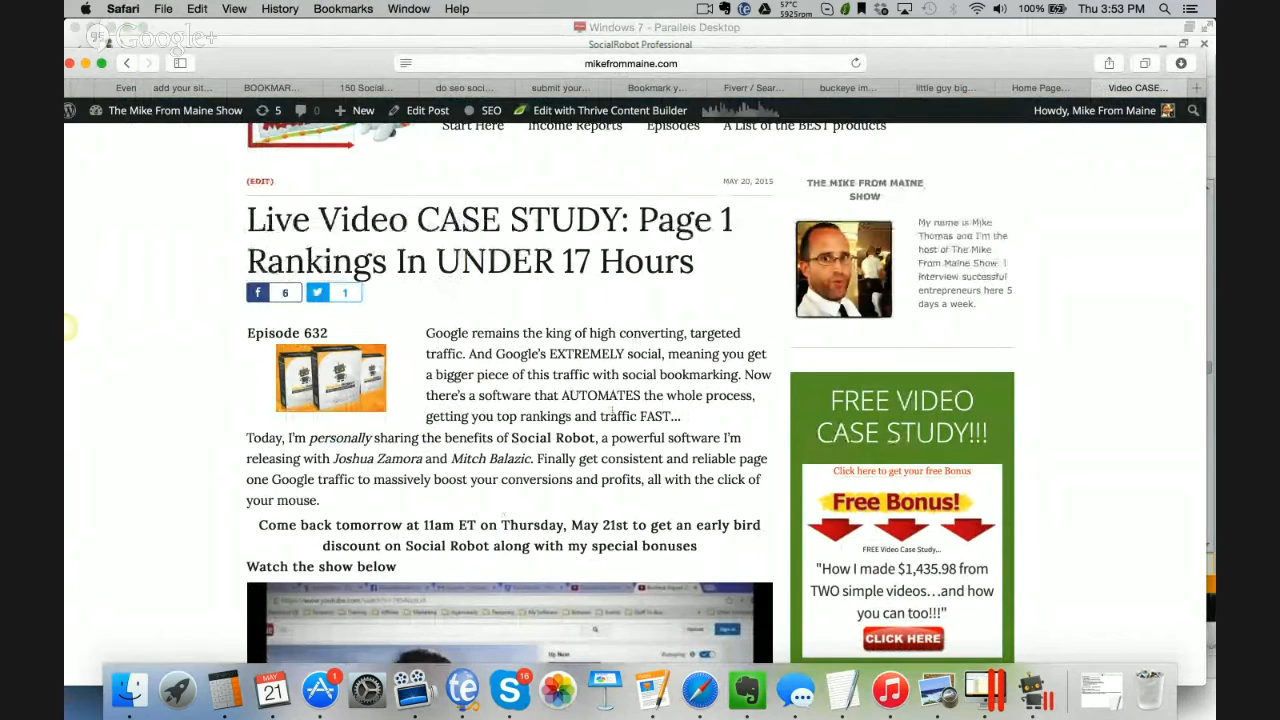 Safari File Edit View History Bookmarks Window Help 57°C 5925rpm 100% Thu 3:53 PM
Google+
Windows 7 - Parallels Desktop
SocialRobot Professional
mikefrommaine.com
Even add your sit... BOOKMAR... 150 Social... do seo soci... submit your... Bookmark y... Fiverr / Sear... buckeye im... little guy big... Home Page... Video CASE...
The Mike From Maine Show 5 0 New Edit Post SEO Edit with Thrive Content Builder Howdy, Mike From Maine
Start Here Income Reports Episodes A List of the BEST products
(EDIT) MAY 20, 2015
Live Video CASE STUDY: Page 1
Rankings In UNDER 17 Hours
6 1
Episode 632
Google remains the king of high converting, targeted
traffic. And Google's EXTREMELY social, meaning you get
a bigger piece of this traffic with social bookmarking. Now
there's a software that AUTOMATES the whole process,
getting you top rankings and traffic FAST...
Today, I'm personally sharing the benefits of Social Robot, a powerful software I'm
releasing with Joshua Zamora and Mitch Balazic. Finally get consistent and reliable page
one Google traffic to massively boost your conversions and profits, all with the click of
your mouse.
Come back tomorrow at 11am ET on Thursday, May 21st to get an early bird
discount on Social Robot along with my special bonuses
Watch the show below
THE MIKE FROM MAINE
SHOW
My name is Mike
Thomas and I'm the
host of The Mike
From Maine Show. I
interview successful
entrepreneurs here 5
days a week.
FREE VIDEO
CASE STUDY!!!
Click here to get your free Bonus
Free Bonus!
FREE Video Case Study...
"How I made $1,435.98 from
TWO simple videos...and how
you can too!!!"
CLICK HERE
Up Next
MAY
21
1
16